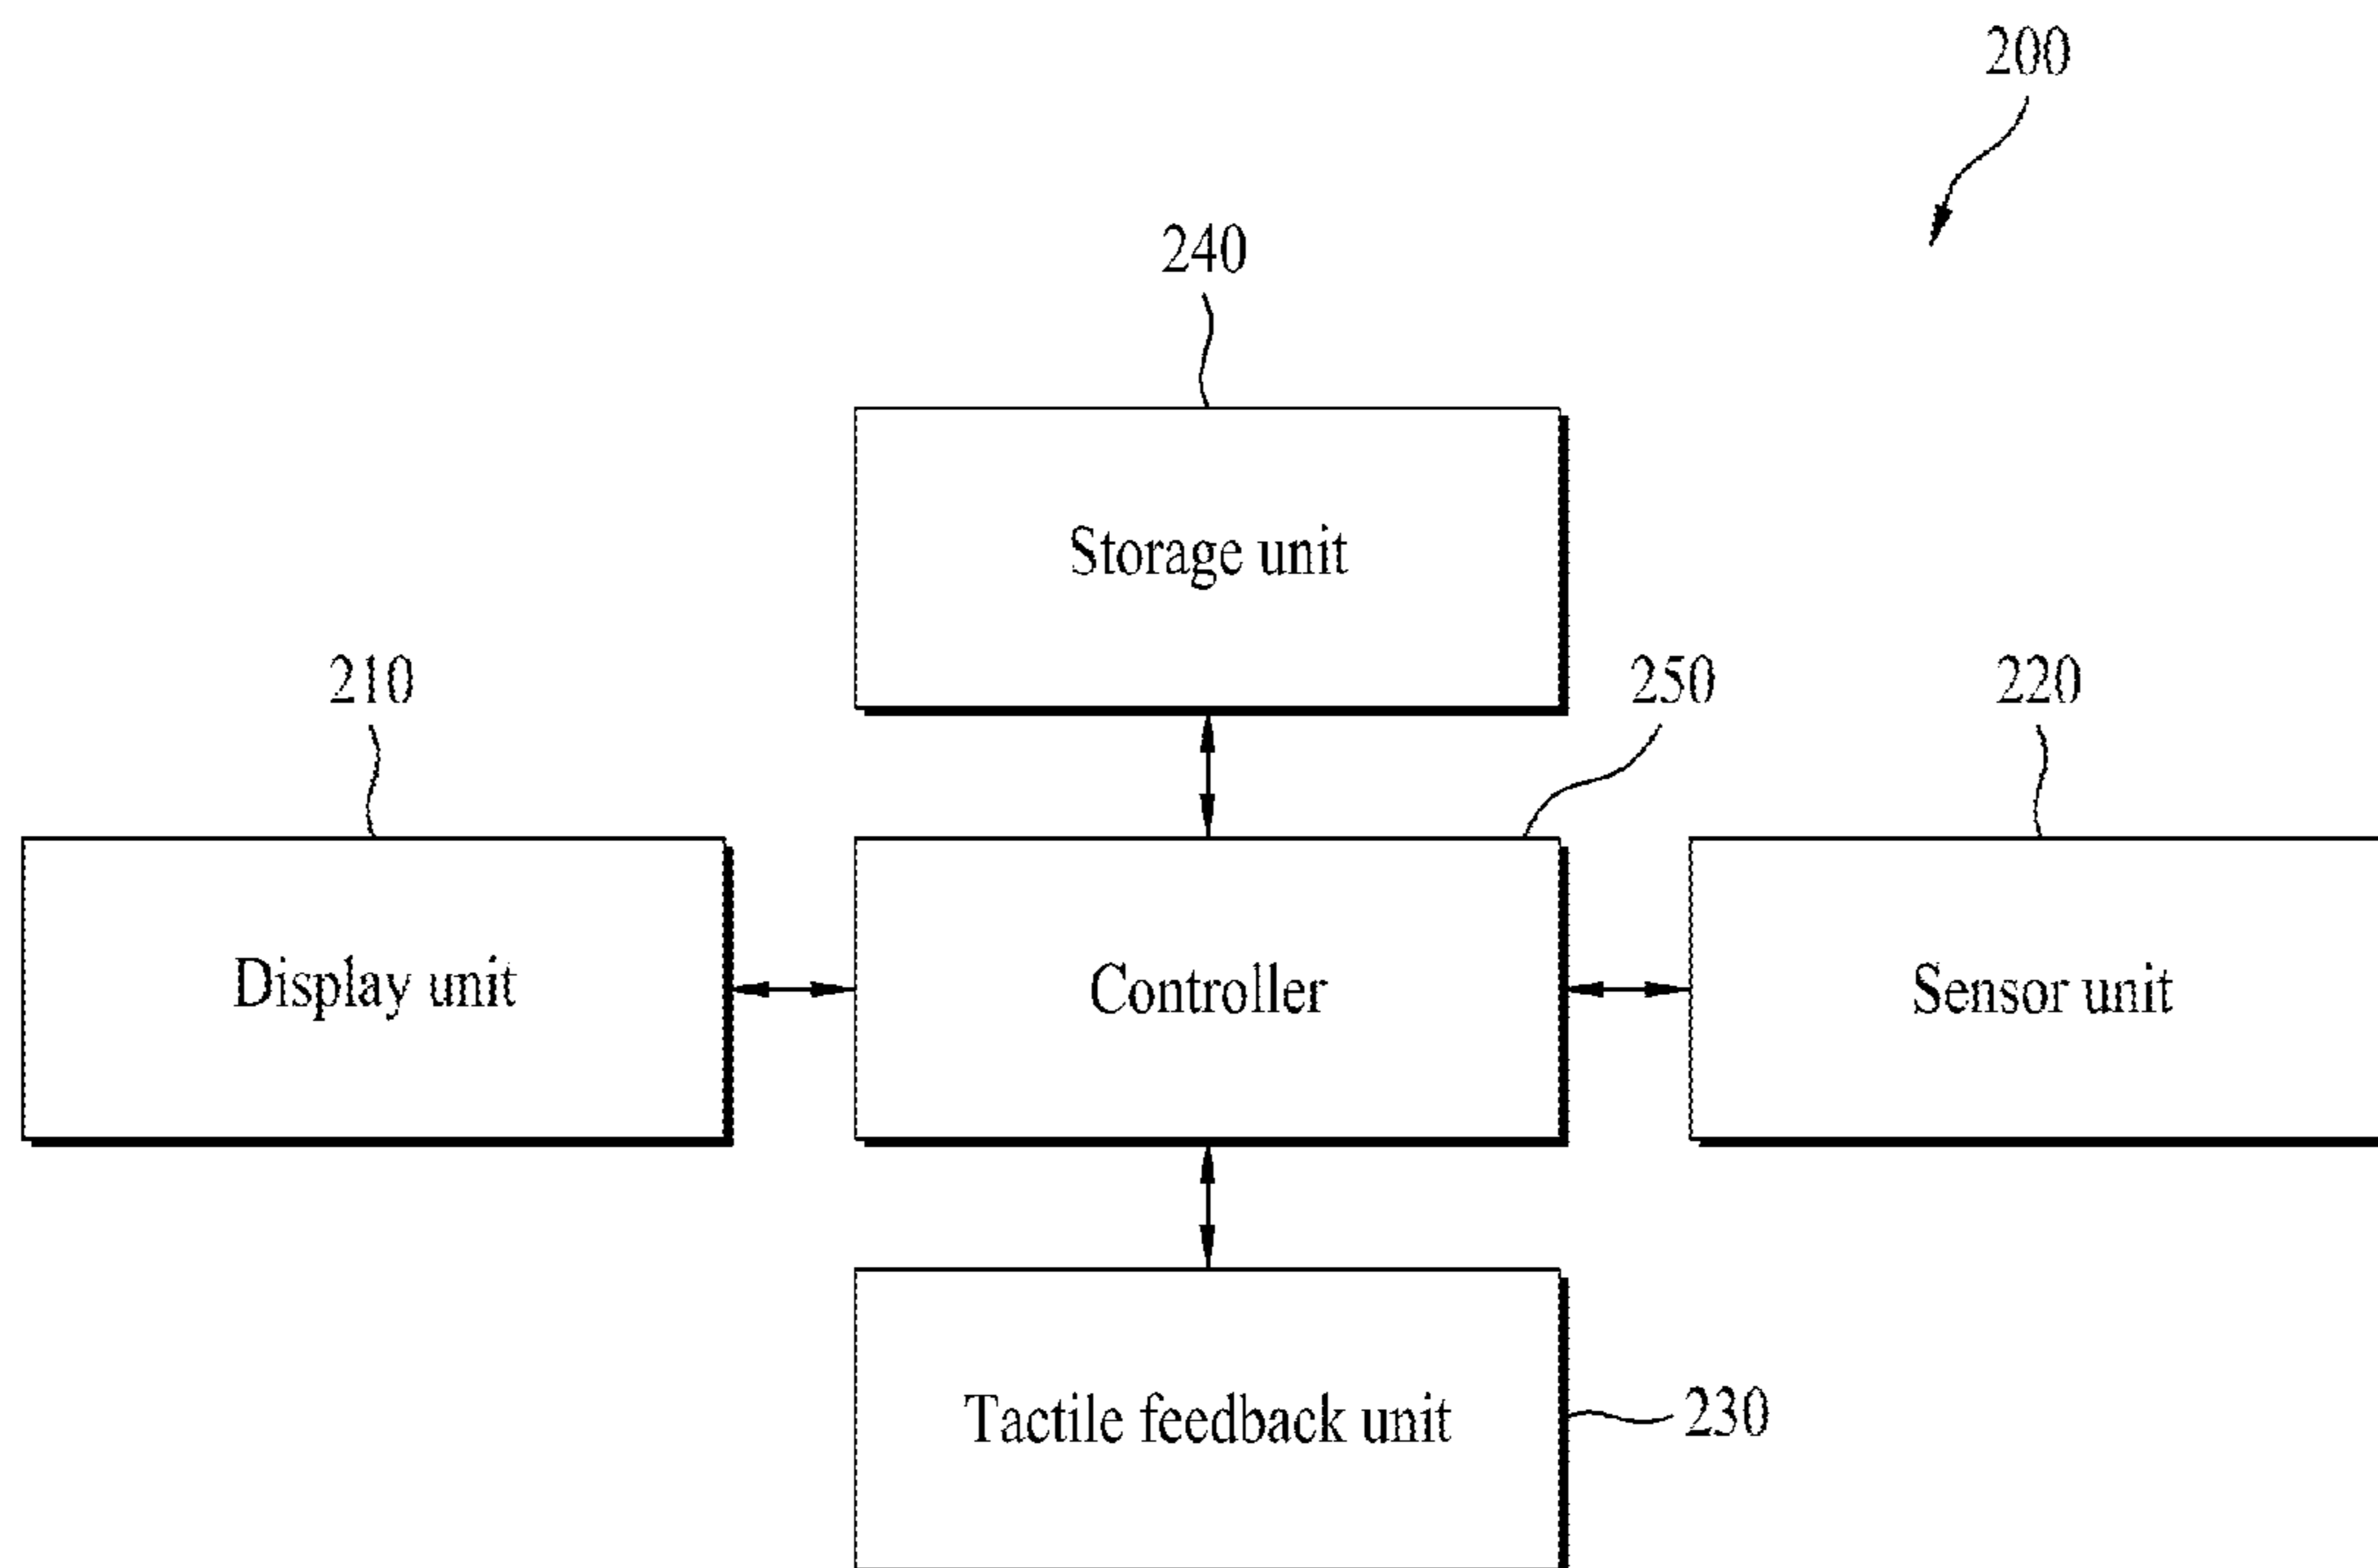 200
240
Storage unit
210
250
220
Display unit
Controller
Sensor unit
Tactile feedback unit
230